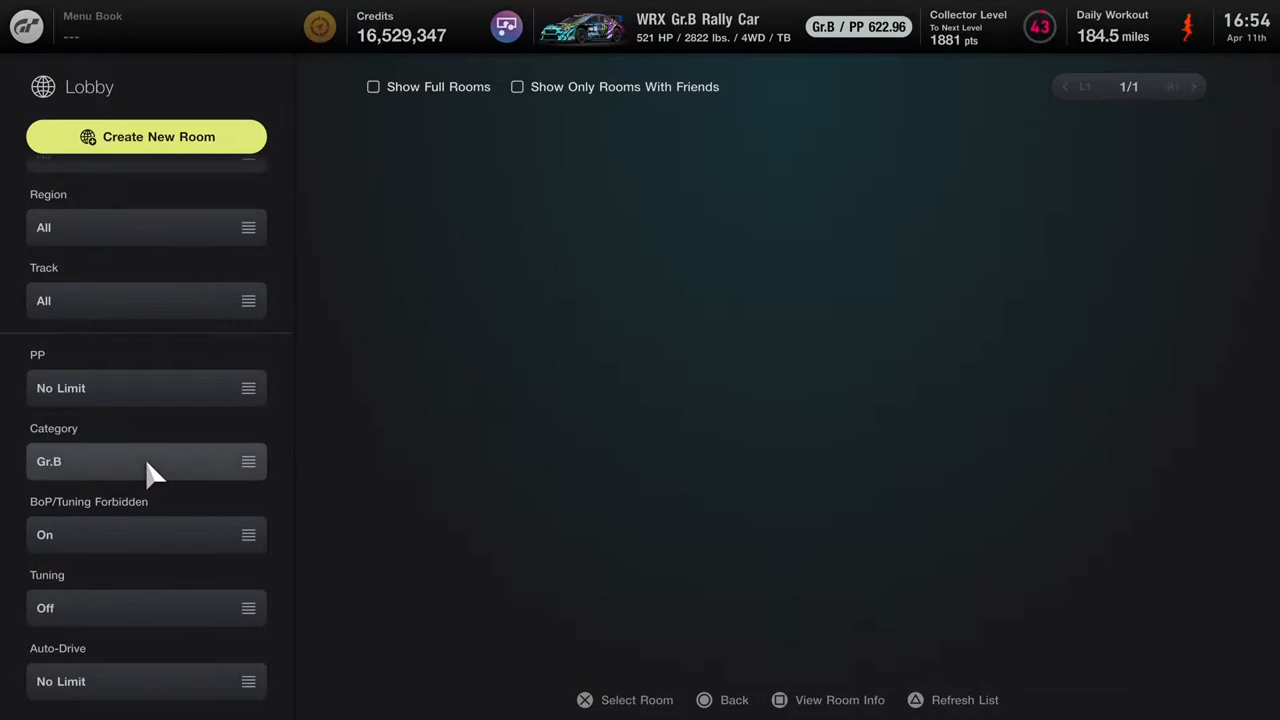 Menu Book
---
Credits
16,529,347
WRX Gr.B Rally Car
521 HP / 2822 lbs. / 4WD / TB
Gr.B / PP 622.96
Collector Level
To Next Level
1881 pts
43
Daily Workout
184.5 miles
16:54
Apr 11th
Lobby
Show Full Rooms
Show Only Rooms With Friends
L1
1/1
R1
Create New Room
Region
All
Track
All
PP
No Limit
Category
Gr.B
BoP/Tuning Forbidden
On
Tuning
Off
Auto-Drive
No Limit
Select Room
Back
View Room Info
Refresh List